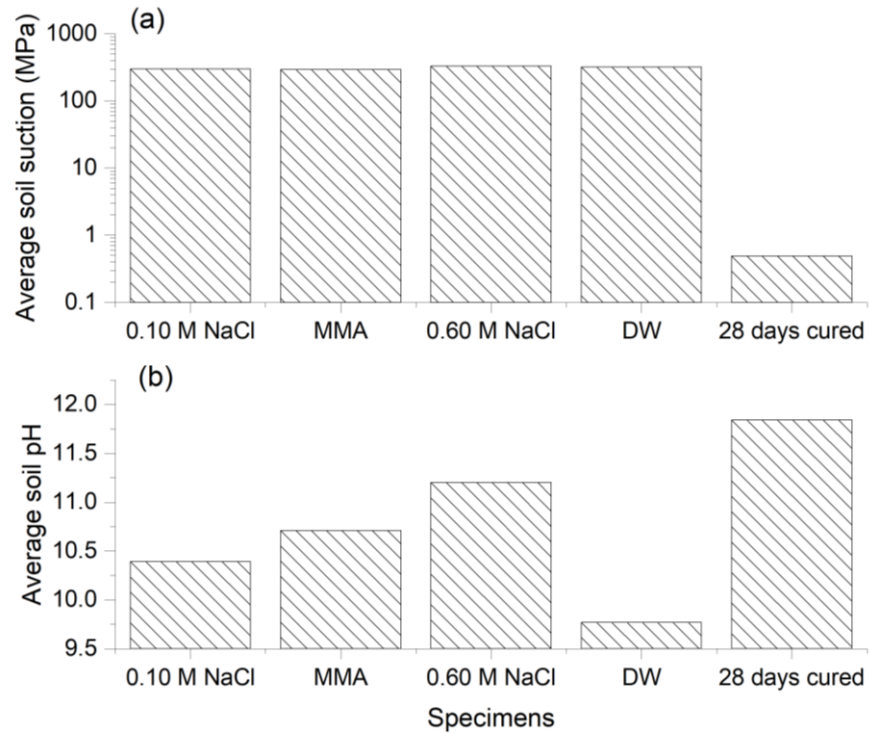 (a)
Average soil suction (MPa)
1000
100
10
1
0.1
0.10 M NaCl MMA 0.60 M NaCl DW 28 days cured
(b)
Average soil pH
12.0
11.5
11.0
10.5
10.0
9.5
0.10 M NaCl MMA 0.60 M NaCl DW 28 days cured
Specimens